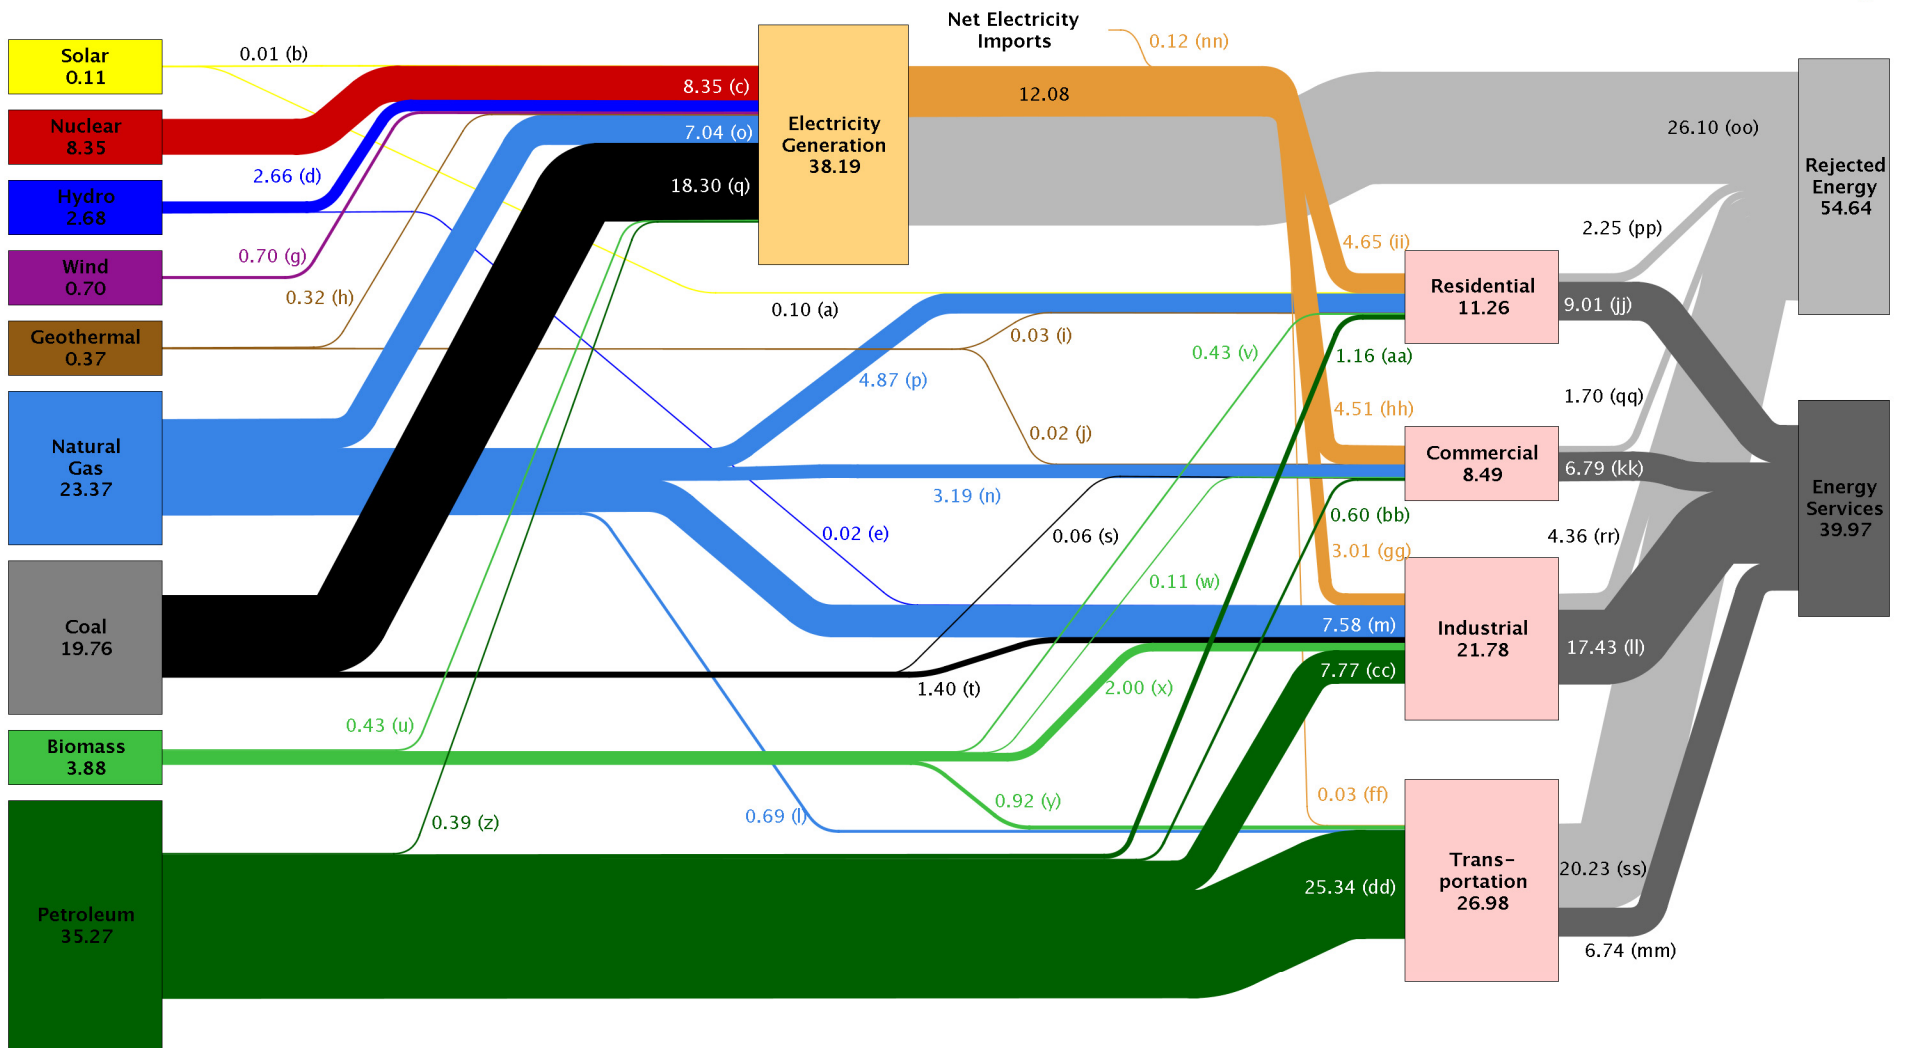 Net Electricity
Imports
0.12 (nn)
Solar
0.11
0.01 (b)
8.35 (c)
12.08
Nuclear
8.35
Electricity
Generation
38.19
7.04 (o)
26.10 (oo)
2.66 (d)
18.30 (q)
Rejected
Energy
54.64
Hydro
2.68
2.25 (pp)
4.65 (ii)
0.70 (g)
Wind
0.70
0.32 (h)
0.10 (a)
Residential
11.26
9.01 (jj)
Geothermal
0.37
0.03 (i)
0.43 (v)
1.16 (aa)
4.87 (p)
1.70 (qq)
4.51 (hh)
0.02 (j)
Natural
Gas
23.37
Commercial
8.49
6.79 (kk)
3.19 (n)
Energy
Services
39.97
0.60 (bb)
0.02 (e)
0.06 (s)
4.36 (rr)
3.01 (gg)
0.11 (w)
Coal
19.76
7.58 (m)
Industrial
21.78
17.43 (ll)
7.77 (cc)
1.40 (t)
2.00 (x)
0.43 (u)
Biomass
3.88
0.92 (y)
0.03 (ff)
0.69 (l)
0.39 (z)
Trans-
portation
26.98
20.23 (ss)
25.34 (dd)
Petroleum
35.27
6.74 (mm)